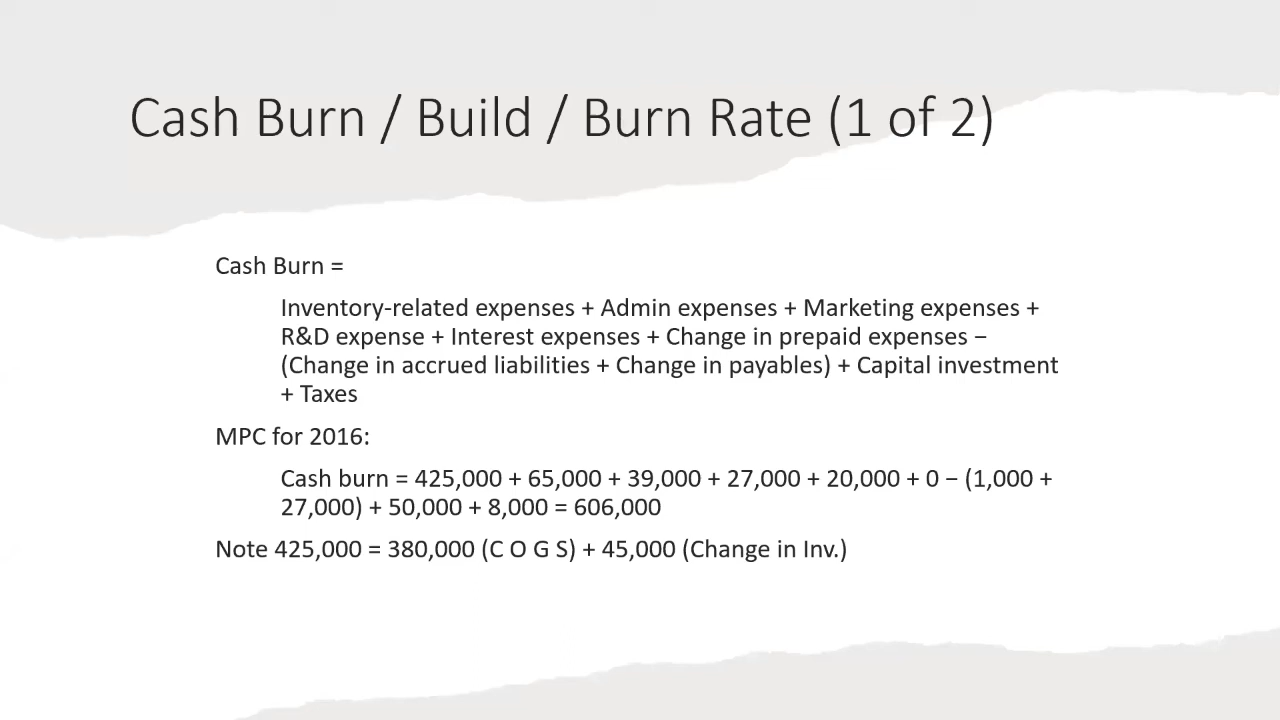 Cash Burn / Build / Burn Rate (1 of 2)
Cash Burn =
Inventory-related expenses + Admin expenses + Marketing expenses +
R&D expense + Interest expenses + Change in prepaid expenses −
(Change in accrued liabilities + Change in payables) + Capital investment
+ Taxes
MPC for 2016:
Cash burn = 425,000 + 65,000 + 39,000 + 27,000 + 20,000 + 0 − (1,000 +
27,000) + 50,000 + 8,000 = 606,000
Note 425,000 = 380,000 (C O G S) + 45,000 (Change in Inv.)